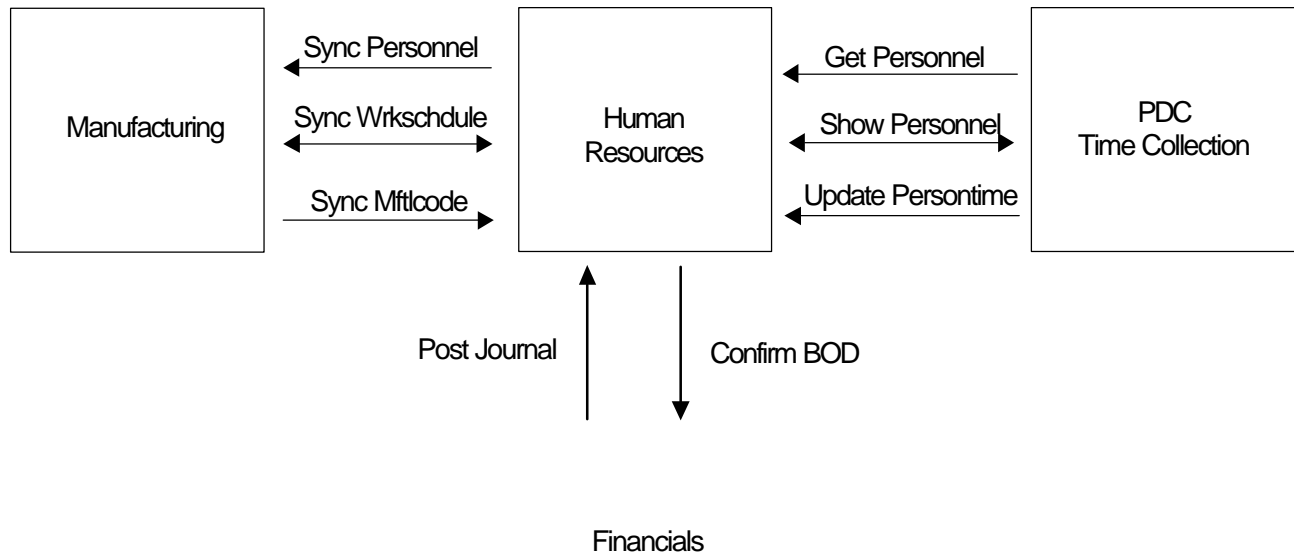 Sync Personnel
Get Personnel
Manufacturing
Sync Wrkschdule
Human
Resources
Show Personnel
PDC
Time Collection
Sync Mftlcode
Update Persontime
Post Journal
Confirm BOD
Financials